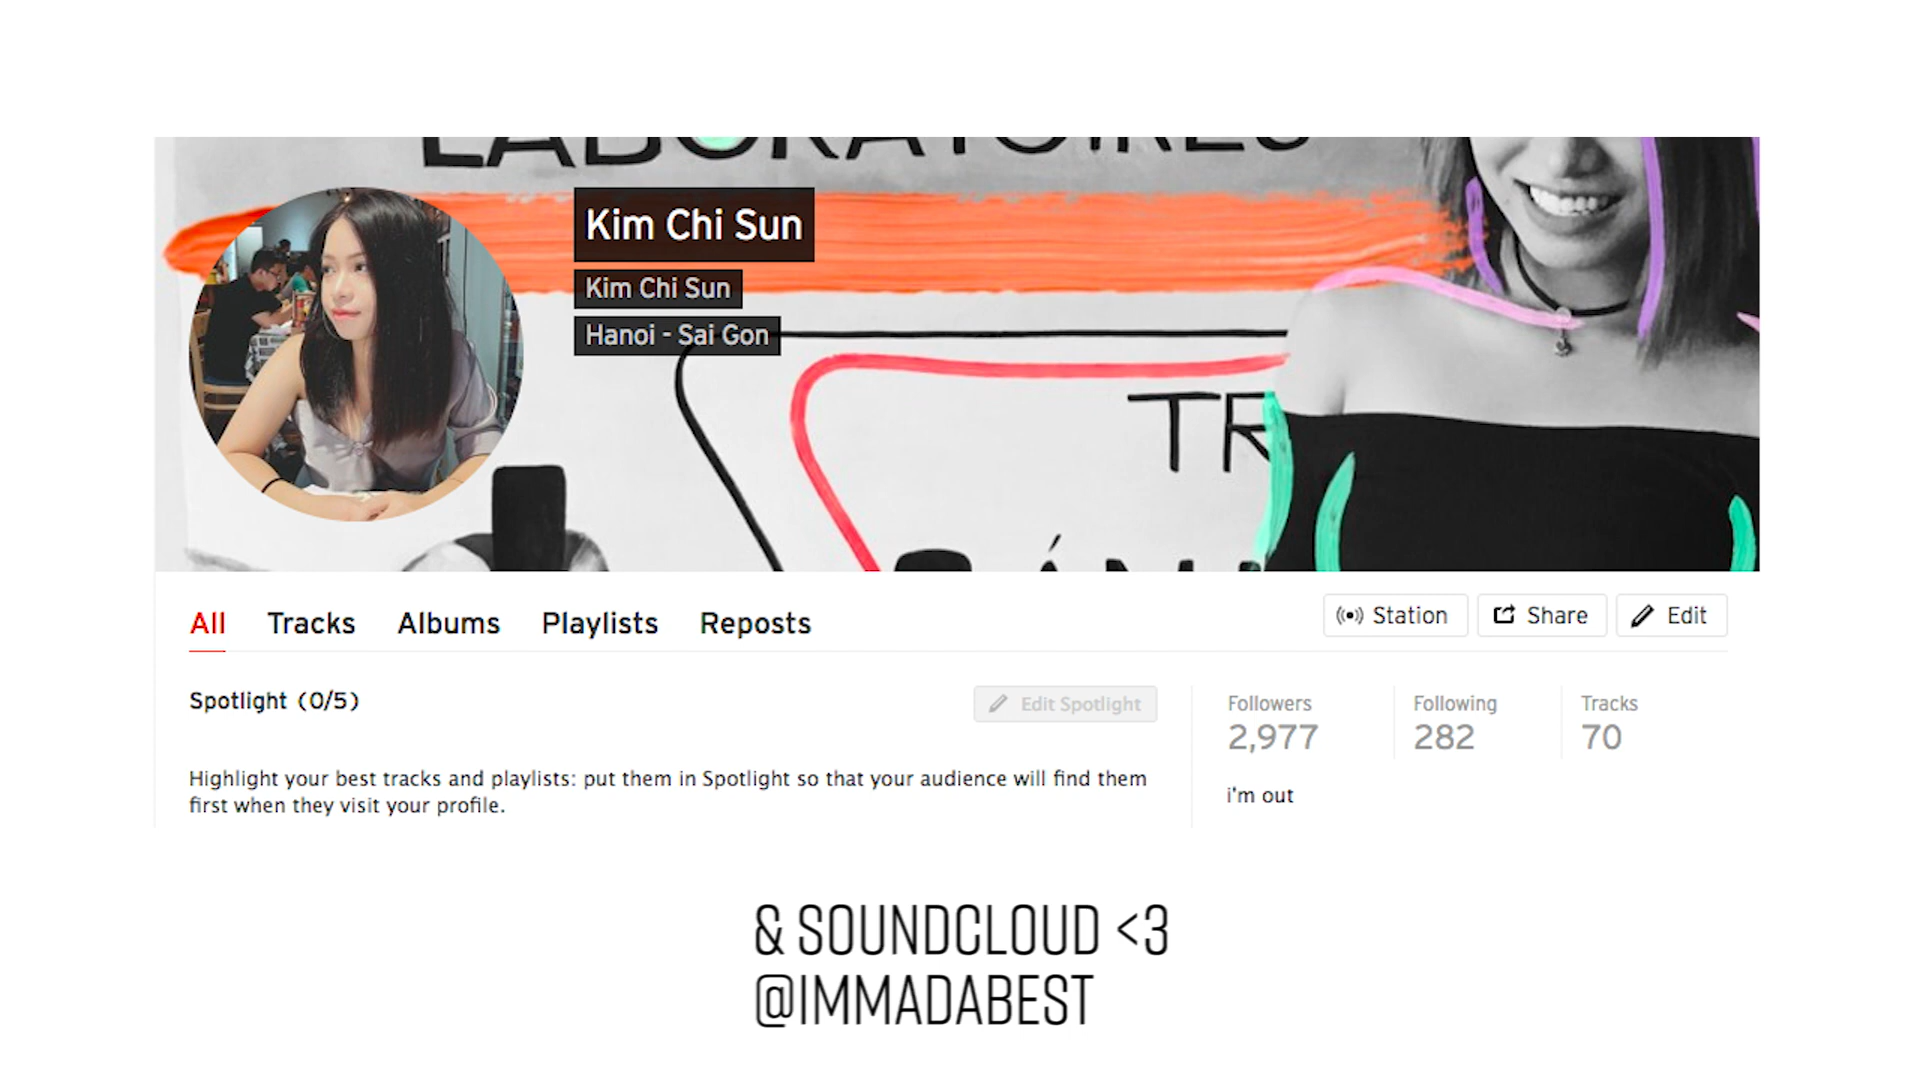 LABORATOIRES
Kim Chi Sun
Kim Chi Sun
Hanoi - Sai Gon
TR
All Tracks Albums Playlists Reposts
Station Share Edit
Spotlight (0/5)
Edit Spotlight
Followers Following Tracks
2,977 282 70
Highlight your best tracks and playlists: put them in Spotlight so that your audience will find them
first when they visit your profile.
i'm out
& SOUNDCLOUD <3
@IMMADABEST